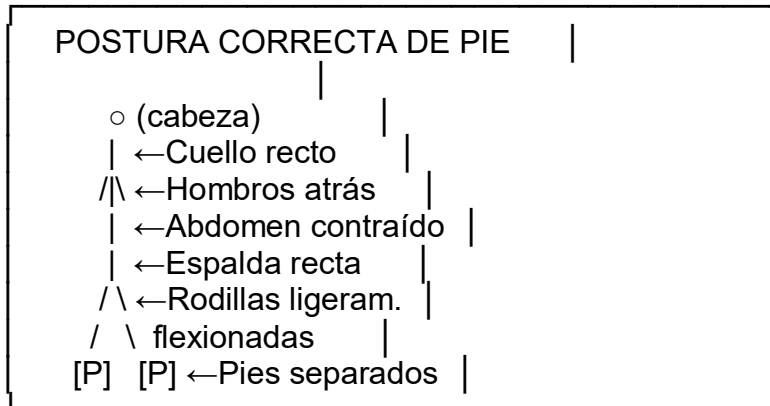 POSTURA CORRECTA DE PIE
○ (cabeza)
| ←Cuello recto
/|\ ←Hombros atrás
| ←Abdomen contraído
| ←Espalda recta
/ \ ←Rodillas ligeram.
/ \ flexionadas
[P] [P] ←Pies separados